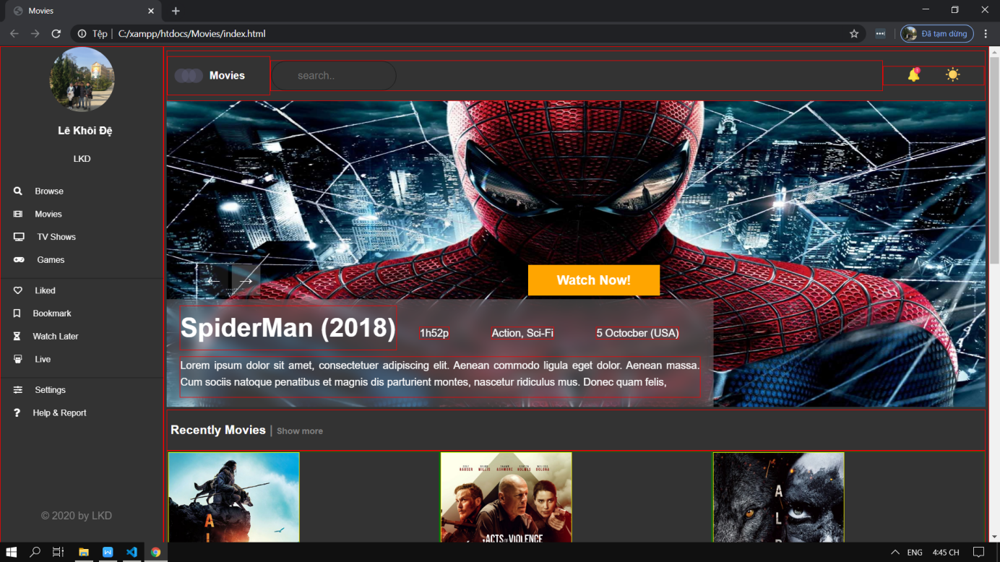 Movies
Tệp
C:/xampp/htdocs/Movies/index.html
Đã tạm dừng
Lê Khôi Đệ
LKD
Browse
Movies
TV Shows
Games
Liked
Bookmark
Watch Later
Live
Settings
Help & Report
© 2020 by LKD
Movies
search..
Watch Now!
SpiderMan (2018)
1h52p
Action, Sci-Fi
5 Octocber (USA)
Lorem ipsum dolor sit amet, consectetuer adipiscing elit. Aenean commodo ligula eget dolor. Aenean massa.
Cum sociis natoque penatibus et magnis dis parturient montes, nascetur ridiculus mus. Donec quam felis,
Recently Movies | Show more
ACTS OF VIOLENCE
ENG
4:45 CH